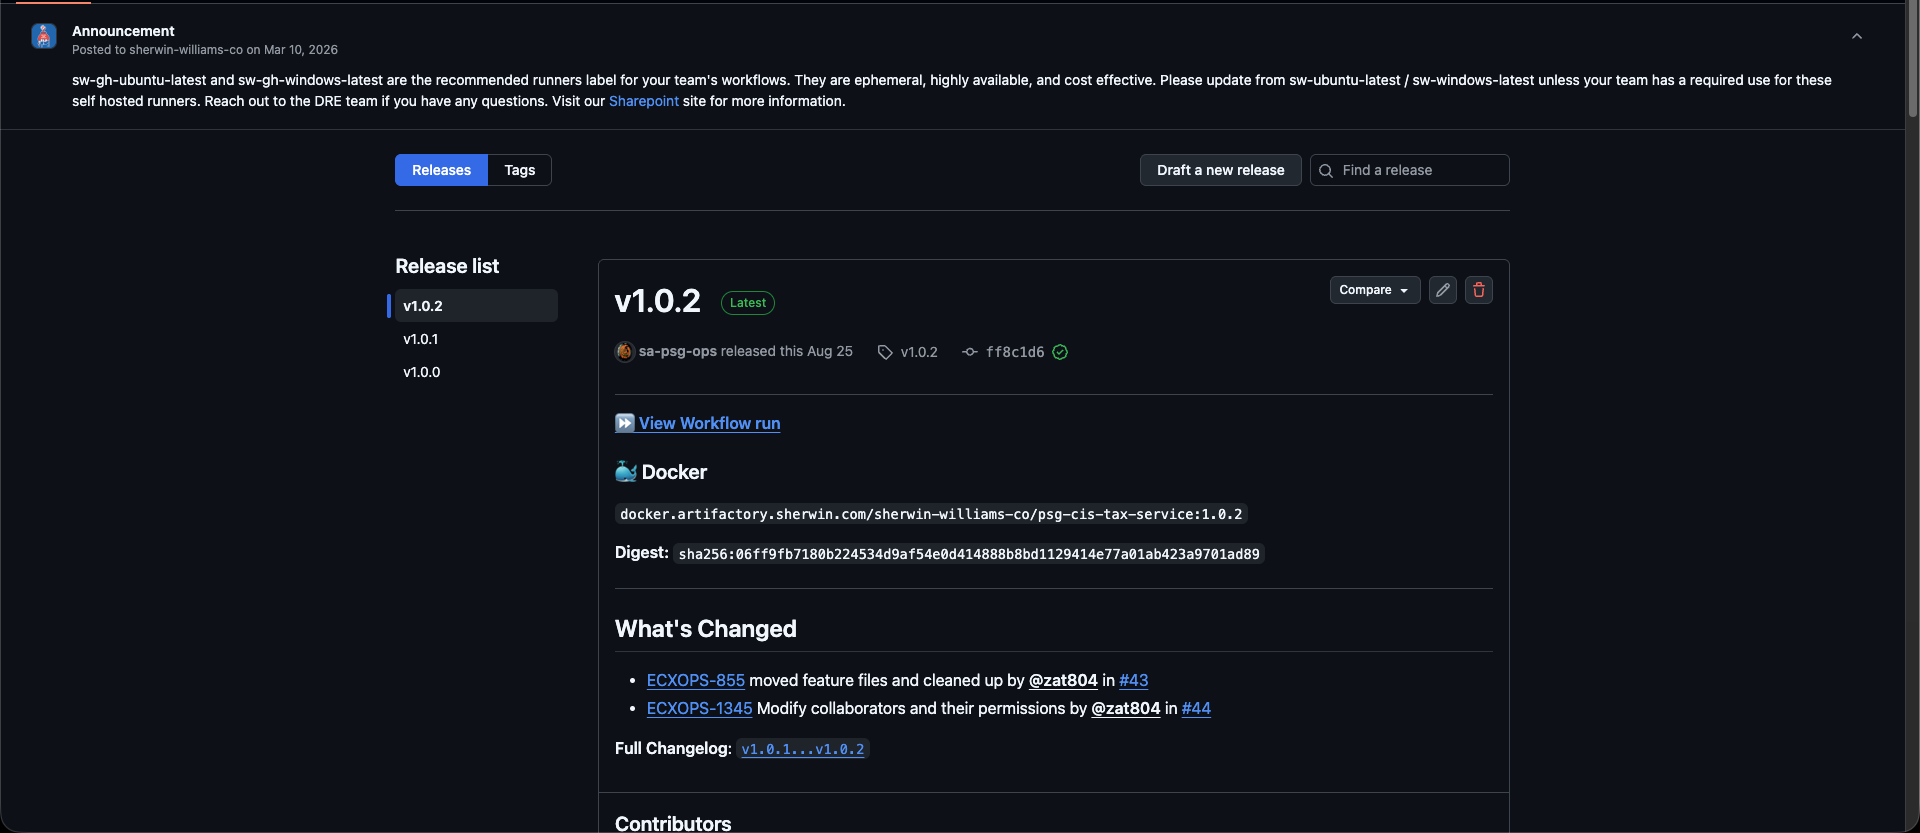 Announcement
Posted to sherwin-williams-co on Mar 10, 2026
sw-gh-ubuntu-latest and sw-gh-windows-latest are the recommended runners label for your team's workflows. They are ephemeral, highly available, and cost effective. Please update from sw-ubuntu-latest / sw-windows-latest unless your team has a required use for these
self hosted runners. Reach out to the DRE team if you have any questions. Visit our Sharepoint site for more information.
Releases Tags
Draft a new release
Find a release
Release list
v1.0.2
v1.0.1
v1.0.0
v1.0.2 Latest
Compare
sa-psg-ops released this Aug 25 v1.0.2 ff8c1d6
View Workflow run
Docker
docker.artifactory.sherwin.com/sherwin-williams-co/psg-cis-tax-service:1.0.2
Digest: sha256:06ff9fb7180b224534d9af54e0d414888b8bd1129414e77a01ab423a9701ad89
What's Changed
• ECXOPS-855 moved feature files and cleaned up by @zat804 in #43
• ECXOPS-1345 Modify collaborators and their permissions by @zat804 in #44
Full Changelog: v1.0.1...v1.0.2
Contributors